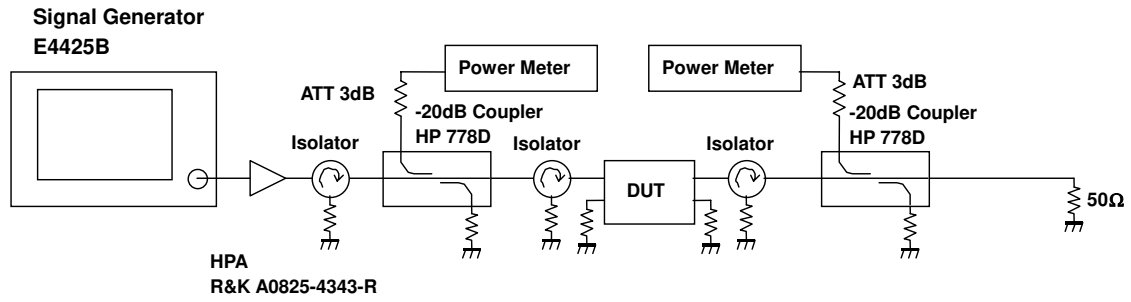 Signal Generator
E4425B
Power Meter
Power Meter
ATT 3dB
ATT 3dB
-20dB Coupler
HP 778D
-20dB Coupler
HP 778D
Isolator
Isolator
Isolator
DUT
50Ω
HPA
R&K A0825-4343-R